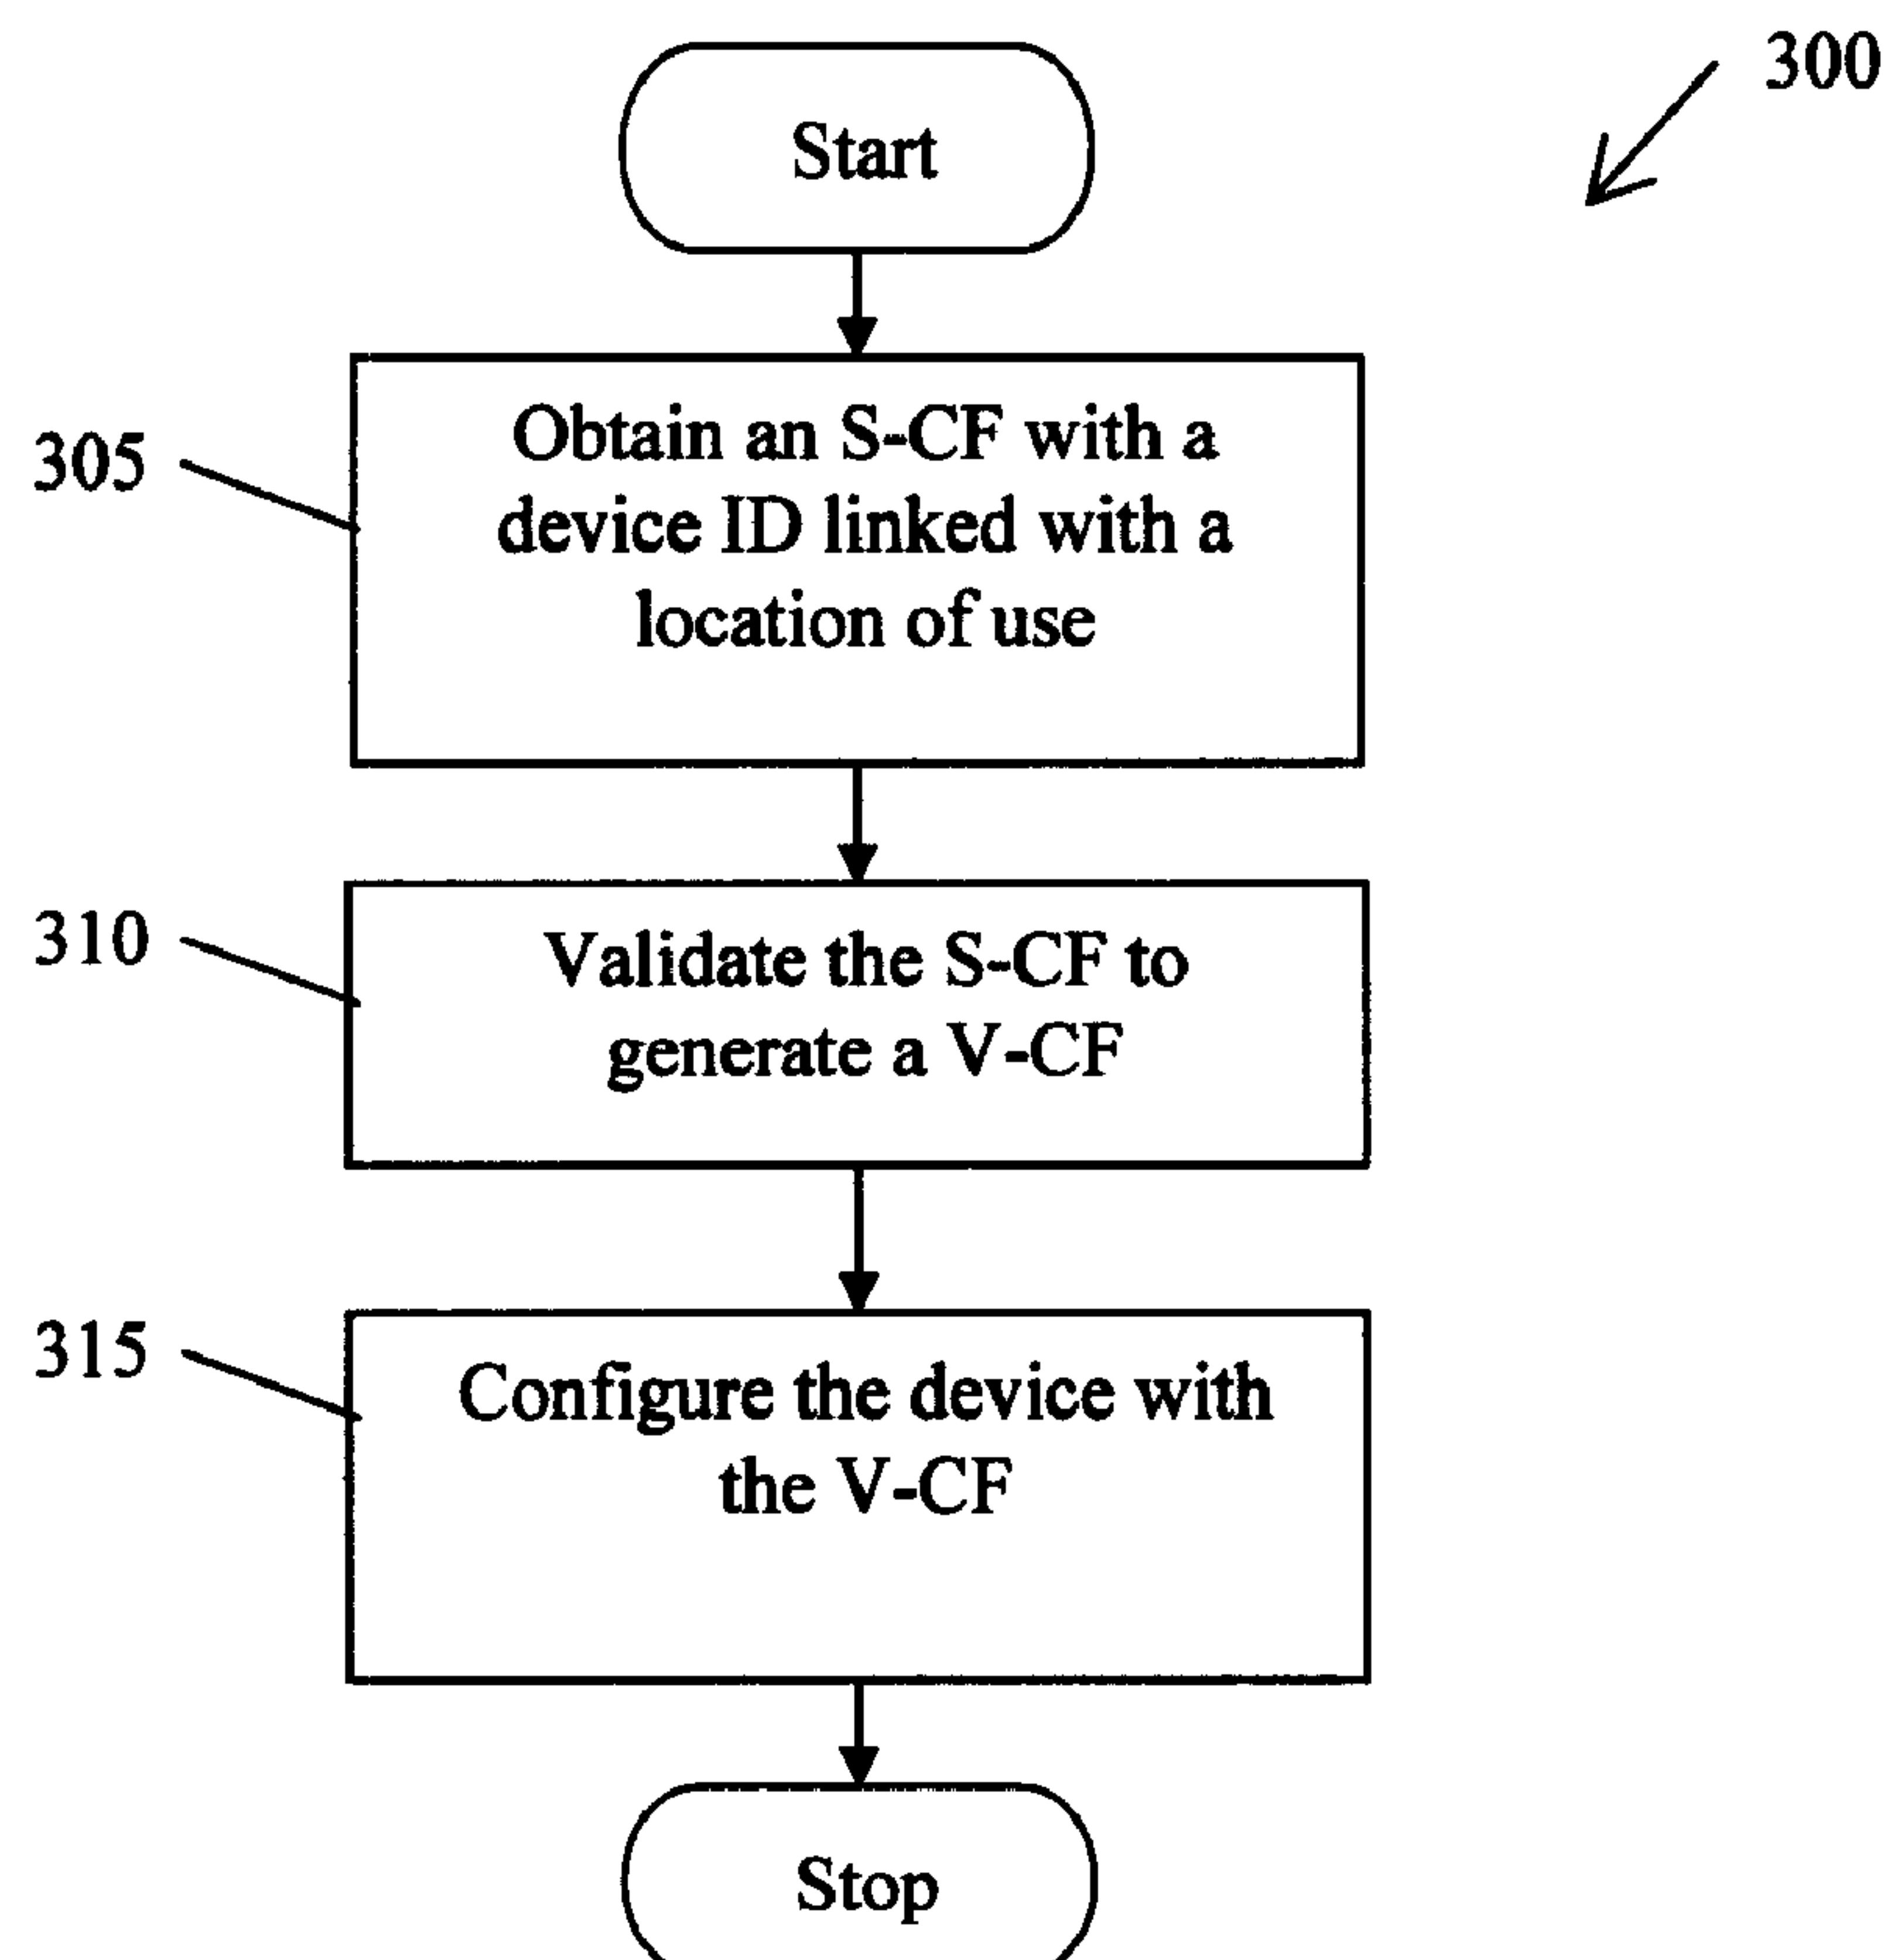 300
Start
305
Obtain an S-CF with a
device ID linked with a
location of use
310
Validate the S-CF to
generate a V-CF
315
Configure the device with
the V-CF
Stop